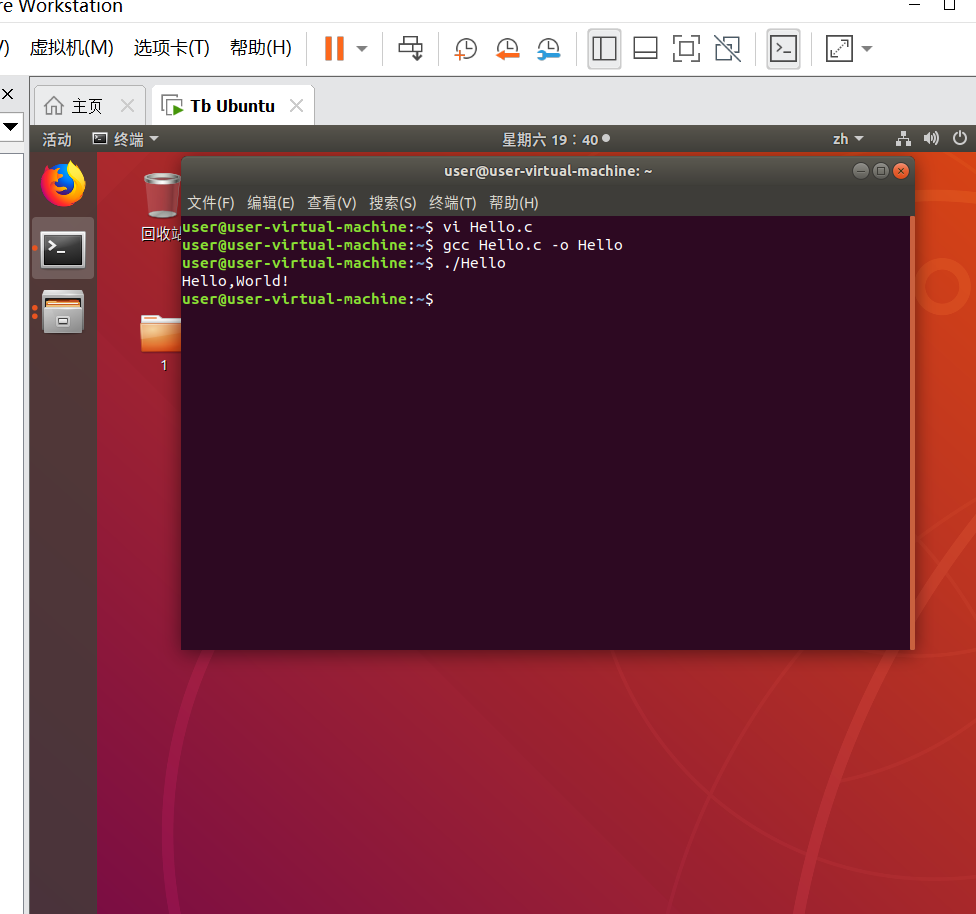 re Workstation
虚拟机(M) 选项卡(T) 帮助(H)
主页
Tb Ubuntu
活动 终端 星期六 19：40 zh
user@user-virtual-machine: ~
文件(F) 编辑(E) 查看(V) 搜索(S) 终端(T) 帮助(H)
user@user-virtual-machine:~$ vi Hello.c
user@user-virtual-machine:~$ gcc Hello.c -o Hello
user@user-virtual-machine:~$ ./Hello
Hello,World!
user@user-virtual-machine:~$
回收站
1